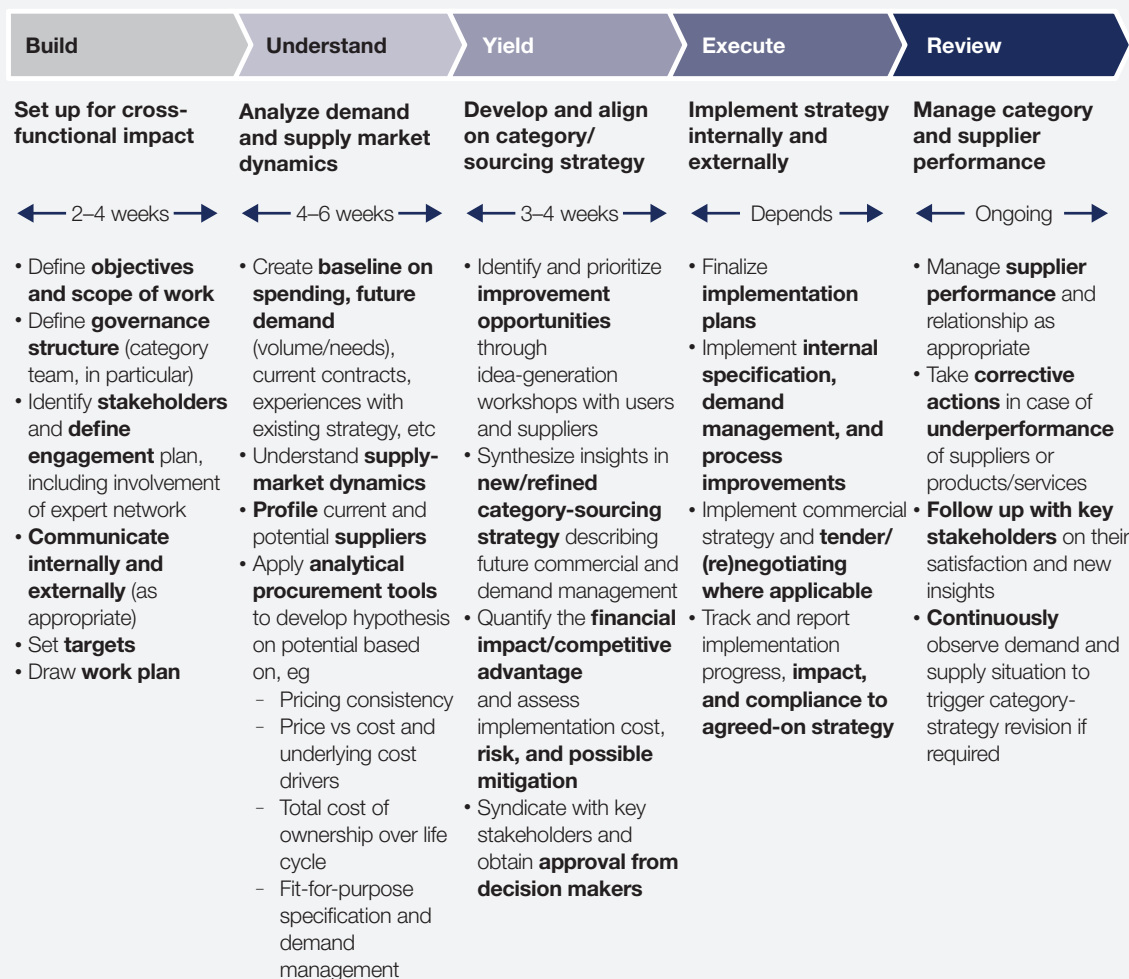 Build
Understand
Yield
Execute
Review
Set up for cross-
functional impact
2–4 weeks
• Define objectives
and scope of work
• Define governance
structure (category
team, in particular)
• Identify stakeholders
and define
engagement plan,
including involvement
of expert network
• Communicate
internally and
externally (as
appropriate)
• Set targets
• Draw work plan
Analyze demand
and supply market
dynamics
4–6 weeks
• Create baseline on
spending, future
demand
(volume/needs),
current contracts,
experiences with
existing strategy, etc
• Understand supply-
market dynamics
• Profile current and
potential suppliers
• Apply analytical
procurement tools
to develop hypothesis
on potential based
on, eg
- Pricing consistency
- Price vs cost and
underlying cost
drivers
- Total cost of
ownership over life
cycle
- Fit-for-purpose
specification and
demand
management
Develop and align
on category/
sourcing strategy
3–4 weeks
• Identify and prioritize
improvement
opportunities
through
idea-generation
workshops with users
and suppliers
• Synthesize insights in
new/refined
category-sourcing
strategy describing
future commercial and
demand management
• Quantify the financial
impact/competitive
advantage
and assess
implementation cost,
risk, and possible
mitigation
• Syndicate with key
stakeholders and
obtain approval from
decision makers
Implement strategy
internally and
externally
Depends
• Finalize
implementation
plans
• Implement internal
specification,
demand
management, and
process
improvements
• Implement commercial
strategy and tender/
(re)negotiating
where applicable
• Track and report
implementation
progress, impact,
and compliance to
agreed-on strategy
Manage category
and supplier
performance
Ongoing
• Manage supplier
performance and
relationship as
appropriate
• Take corrective
actions in case of
underperformance
of suppliers or
products/services
• Follow up with key
stakeholders on their
satisfaction and new
insights
• Continuously
observe demand and
supply situation to
trigger category-
strategy revision if
required